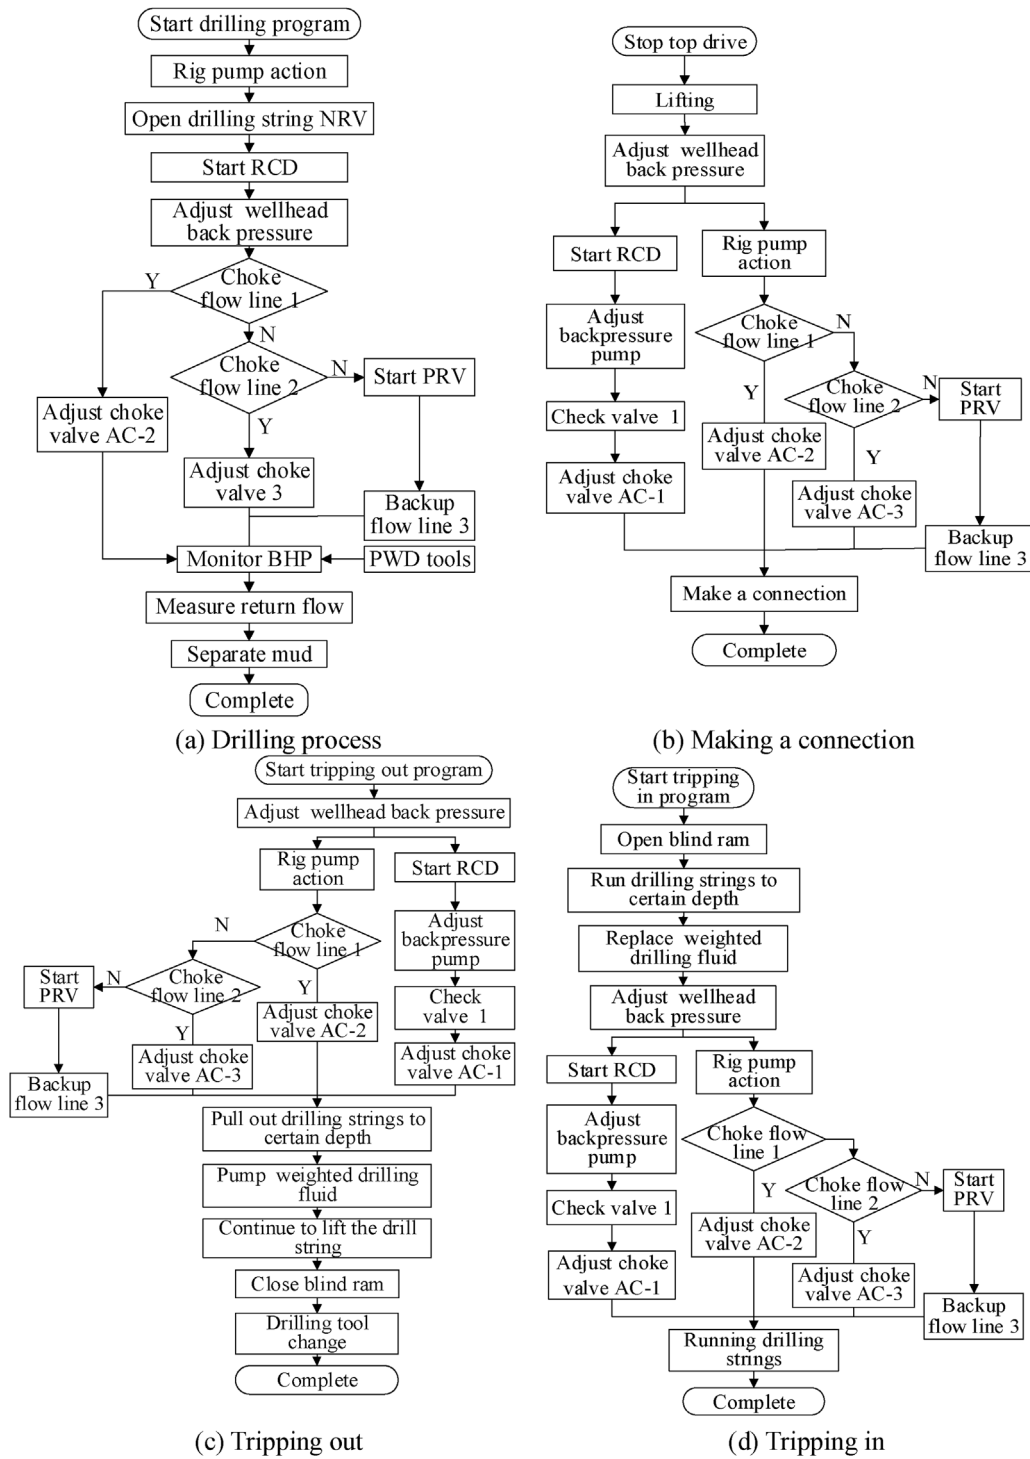 Start drilling program
Rig pump action
Open drilling string NRV
Start RCD
Adjust wellhead
back pressure
Choke
flow line 1
Y
N
Choke
flow line 2
N
Start PRV
Y
Adjust choke
valve AC-2
Adjust choke
valve 3
Backup
flow line 3
Monitor BHP
PWD tools
Measure return flow
Separate mud
Complete
(a) Drilling process
Stop top drive
Lifting
Adjust wellhead
back pressure
Start RCD
Rig pump
action
Adjust
backpressure
pump
Choke
flow line 1
N
Y
Choke
flow line 2
N
Start
PRV
Check valve 1
Adjust choke
valve AC-2
Y
Adjust choke
valve AC-1
Adjust choke
valve AC-3
Backup
flow line 3
Make a connection
Complete
(b) Making a connection
Start tripping out program
Adjust wellhead back pressure
Rig pump
action
Start RCD
N
Choke
flow line 1
Adjust
backpressure
pump
Start
PRV
N
Choke
flow line 2
Y
Check
valve 1
Adjust choke
valve AC-2
Y
Adjust choke
valve AC-3
Adjust choke
valve AC-1
Backup
flow line 3
Pull out drilling strings to
certain depth
Pump weighted drilling
fluid
Continue to lift the drill
string
Close blind ram
Drilling tool
change
Complete
(c) Tripping out
Start tripping
in program
Open blind ram
Run drilling strings to
certain depth
Replace weighted
drilling fluid
Adjust wellhead
back pressure
Start RCD
Rig pump
action
Adjust
backpressure
pump
Choke flow
line 1
Y
Choke flow
line 2
N
Start
PRV
Check valve 1
Adjust choke
valve AC-2
Y
Adjust choke
valve AC-1
Adjust choke
valve AC-3
Backup
flow line 3
Running drilling
strings
Complete
(d) Tripping in